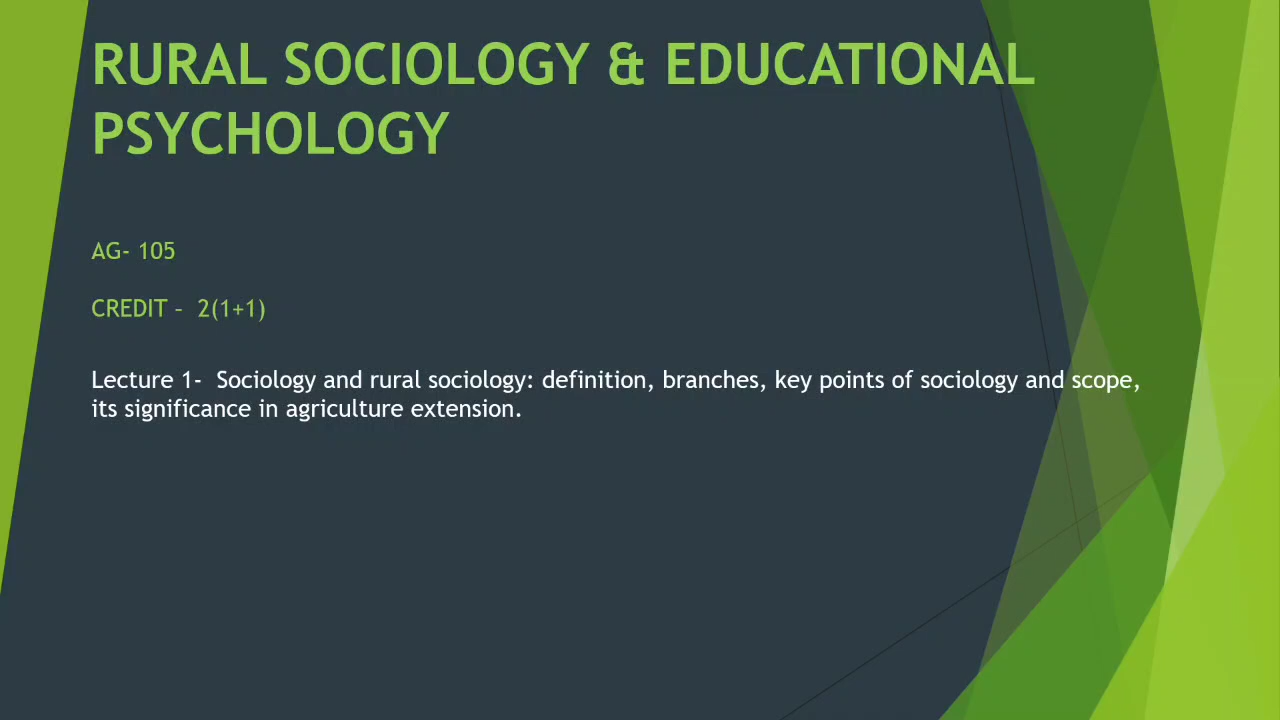 RURAL SOCIOLOGY & EDUCATIONAL
PSYCHOLOGY
AG- 105
CREDIT –  2(1+1)
Lecture 1-  Sociology and rural sociology: definition, branches, key points of sociology and scope,
its significance in agriculture extension.